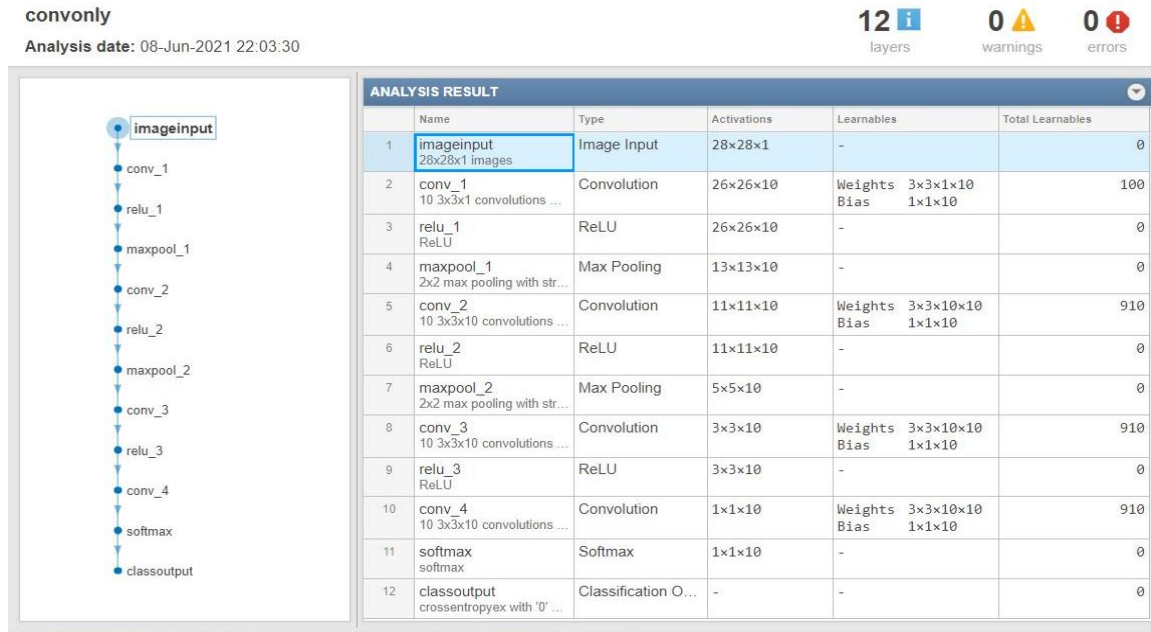 convonly
Analysis date: 08-Jun-2021 22:03:30
12 i
layers
0
warnings
0
errors
imageinput
conv_1
relu_1
maxpool_1
conv_2
relu_2
maxpool_2
conv_3
relu_3
conv_4
softmax
classoutput
ANALYSIS RESULT
Name Type Activations Learnables Total Learnables
1 imageinput Image Input 28×28×1 - 0
28x28x1 images
2 conv_1 Convolution 26×26×10 Weights 3×3×1×10 100
10 3x3x1 convolutions ... Bias 1×1×10
3 relu_1 ReLU 26×26×10 - 0
ReLU
4 maxpool_1 Max Pooling 13×13×10 - 0
2x2 max pooling with str...
5 conv_2 Convolution 11×11×10 Weights 3×3×10×10 910
10 3x3x10 convolutions ... Bias 1×1×10
6 relu_2 ReLU 11×11×10 - 0
ReLU
7 maxpool_2 Max Pooling 5×5×10 - 0
2x2 max pooling with str...
8 conv_3 Convolution 3×3×10 Weights 3×3×10×10 910
10 3x3x10 convolutions ... Bias 1×1×10
9 relu_3 ReLU 3×3×10 - 0
ReLU
10 conv_4 Convolution 1×1×10 Weights 3×3×10×10 910
10 3x3x10 convolutions ... Bias 1×1×10
11 softmax Softmax 1×1×10 - 0
softmax
12 classoutput Classification O... - - 0
crossentropyex with '0' ...